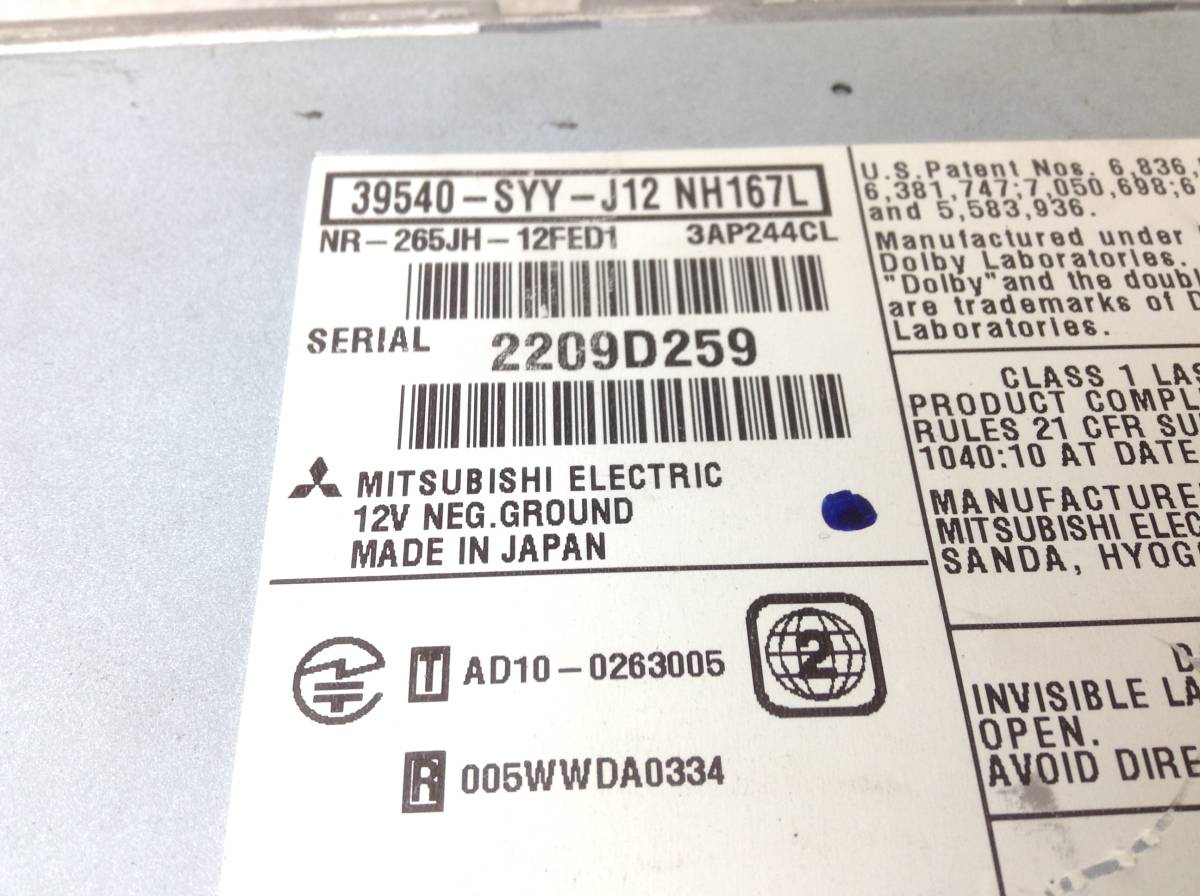 39540-SYY-J12 NH167L
NR-265JH-12FED1 3AP244CL
SERIAL 2209D259
MITSUBISHI ELECTRIC
12V NEG.GROUND
MADE IN JAPAN
T AD10-0263005
2
R 005WWDA0334
U.S.Patent Nos. 6,836,
6,381,747;7,050,698;6
and 5,583,936.
Manufactured under
Dolby Laboratories.
"Dolby"and the doub
are trademarks of D
Laboratories.
CLASS 1 LAS
PRODUCT COMPL
RULES 21 CFR SU
1040:10 AT DATE
MANUFACTURE
MITSUBISHI ELEC
SANDA, HYOG
INVISIBLE LA
OPEN.
AVOID DIRE